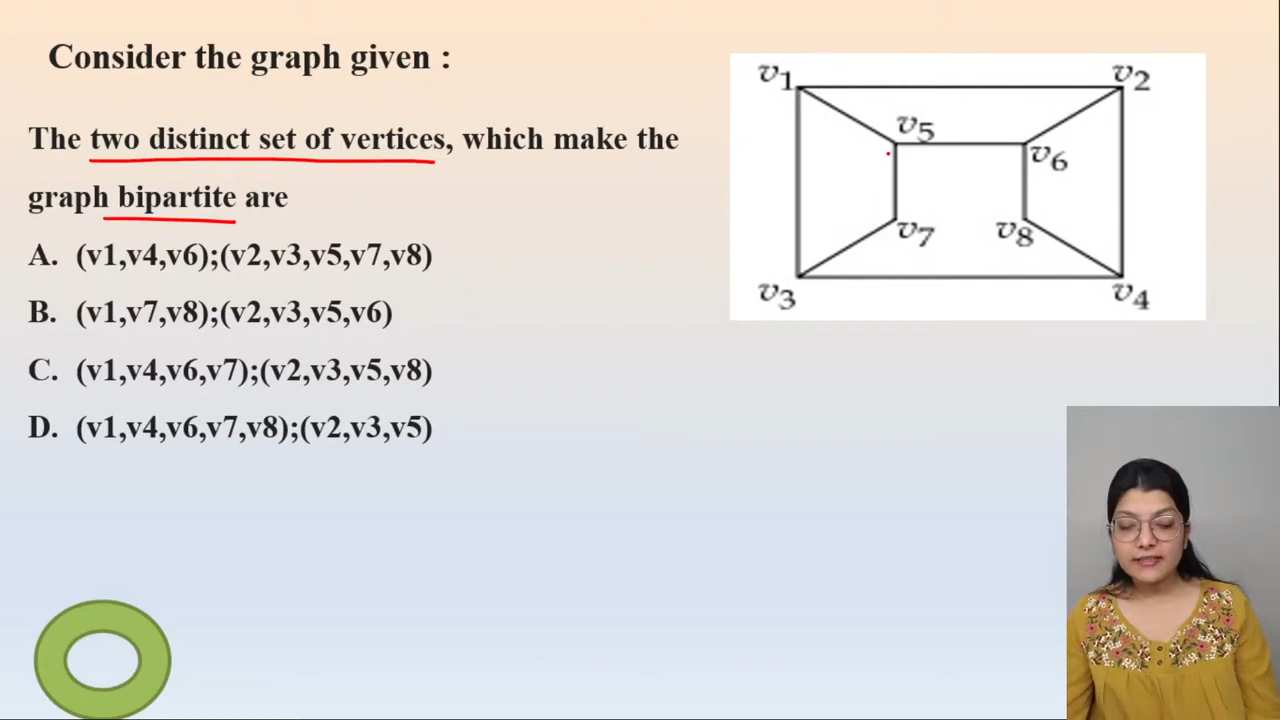 Consider the graph given :
The two distinct set of vertices, which make the
graph bipartite are
A. (v1,v4,v6);(v2,v3,v5,v7,v8)
B. (v1,v7,v8);(v2,v3,v5,v6)
C. (v1,v4,v6,v7);(v2,v3,v5,v8)
D. (v1,v4,v6,v7,v8);(v2,v3,v5)
v1 v2
v5
v6
v7 v8
v3 v4